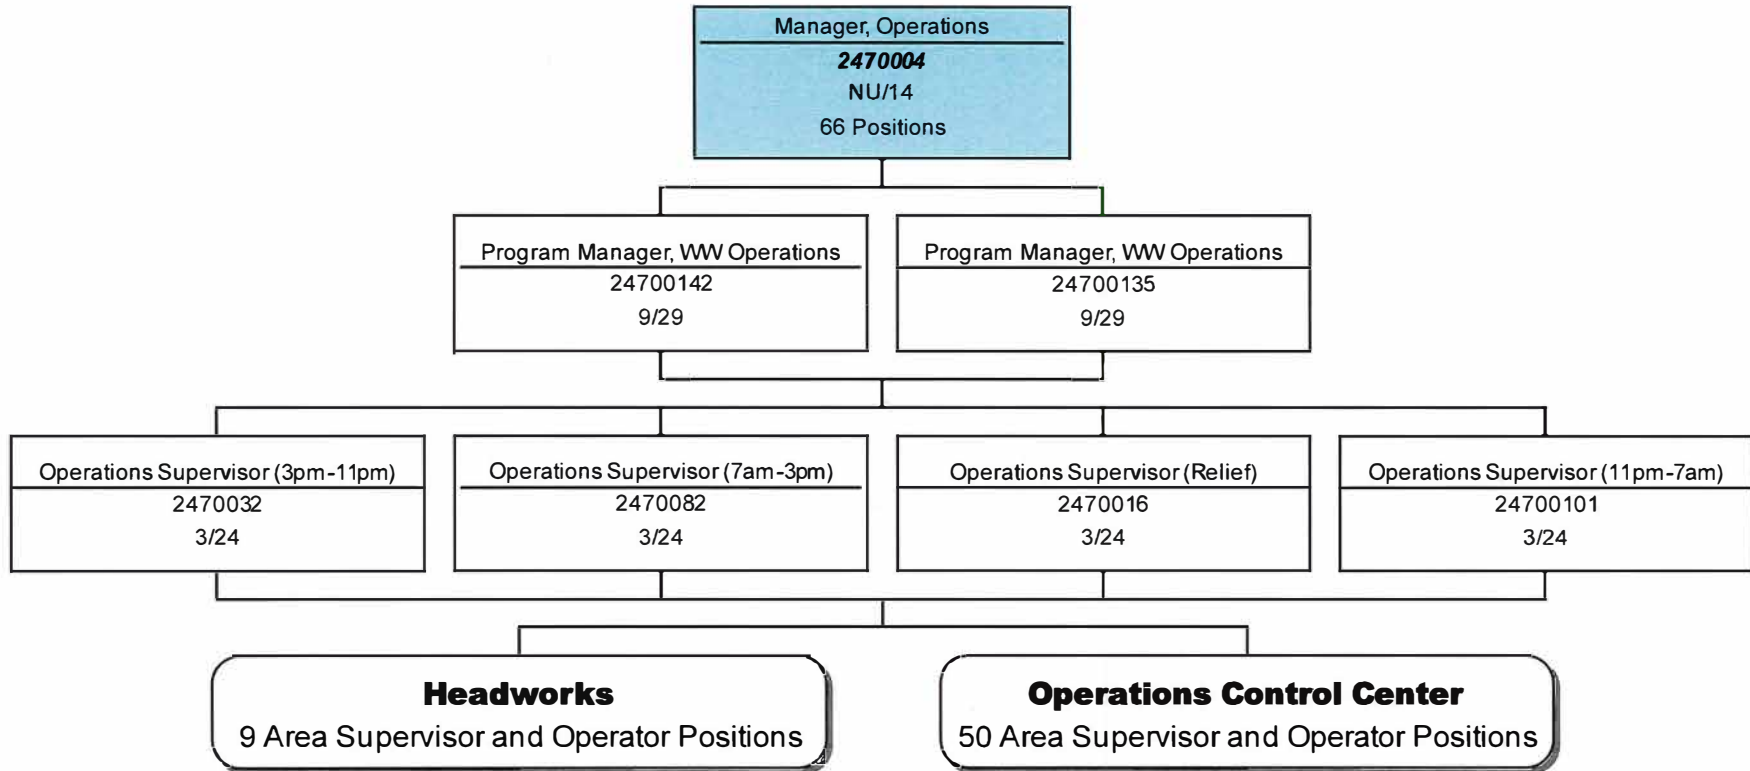 Manager, Operations
2470004
NU/14
66 Positions
Program Manager, WW Operations
24700142
9/29
Program Manager, WW Operations
24700135
9/29
Operations Supervisor (3pm-11pm)
2470032
3/24
Operations Supervisor (7am-3pm)
2470082
3/24
Operations Supervisor (Relief)
2470016
3/24
Operations Supervisor (11pm-7am)
24700101
3/24
Headworks
9 Area Supervisor and Operator Positions
Operations Control Center
50 Area Supervisor and Operator Positions